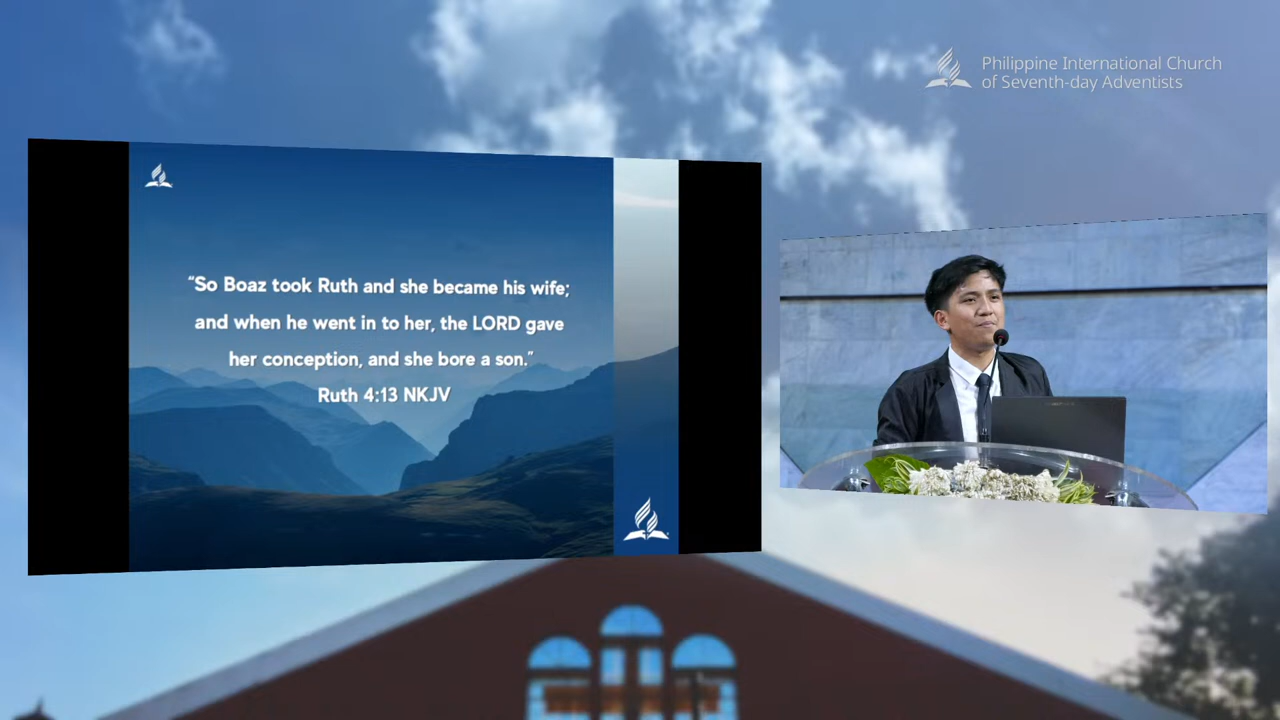 Philippine International Church
of Seventh-day Adventists
“So Boaz took Ruth and she became his wife;
and when he went in to her, the LORD gave
her conception, and she bore a son.”
Ruth 4:13 NKJV